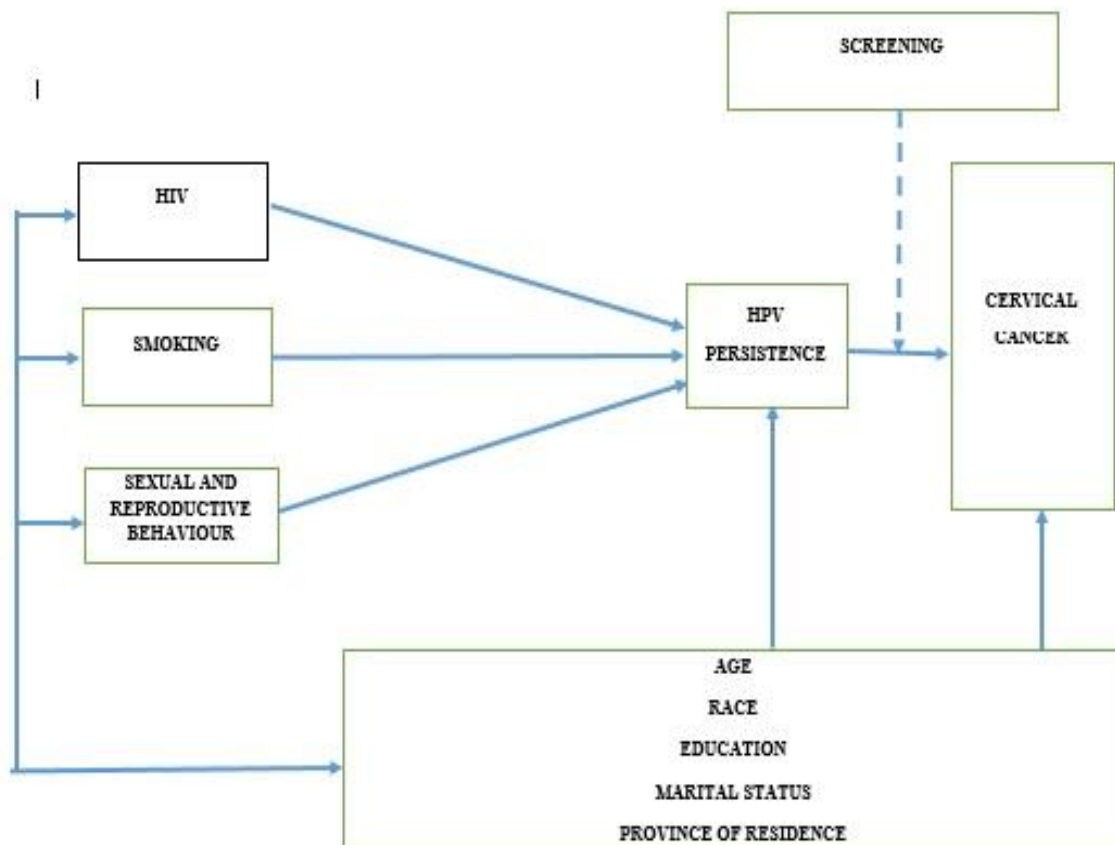 SCREENING
HIV
SMOKING
SEXUAL AND
REPRODUCTIVE
BEHAVIOUR
HPV
PERSISTENCE
CERVICAL
CANCER
AGE
RACE
EDUCATION
MARITAL STATUS
PROVINCE OF RESIDENCE